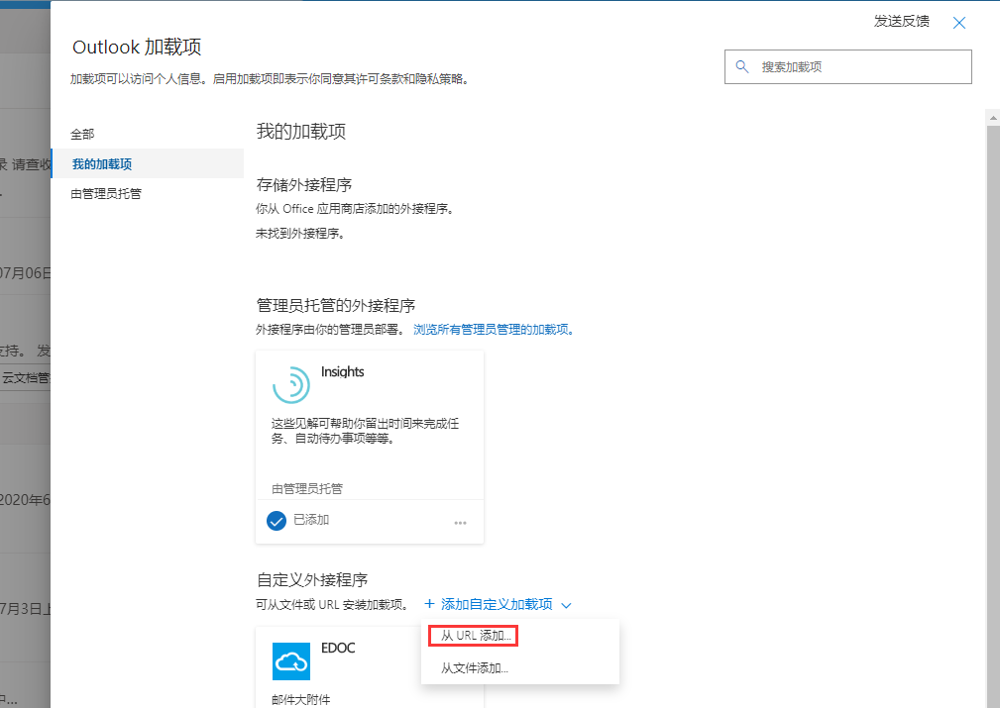 发送反馈
Outlook 加载项
加载项可以访问个人信息。启用加载项即表示你同意其许可条款和隐私策略。
搜索加载项
全部
我的加载项
由管理员托管
我的加载项
存储外接程序
你从 Office 应用商店添加的外接程序。
未找到外接程序。
管理员托管的外接程序
外接程序由你的管理员部署。 浏览所有管理员管理的加载项。
Insights
这些见解可帮助你留出时间来完成任
务、自动待办事项等等。
由管理员托管
已添加
自定义外接程序
可从文件或 URL 安装加载项。 + 添加自定义加载项
从 URL 添加...
从文件添加...
EDOC
邮件大附件
录 请查收
07月06日
支持。 发
云文档管
2020年6
7月3日上
中...